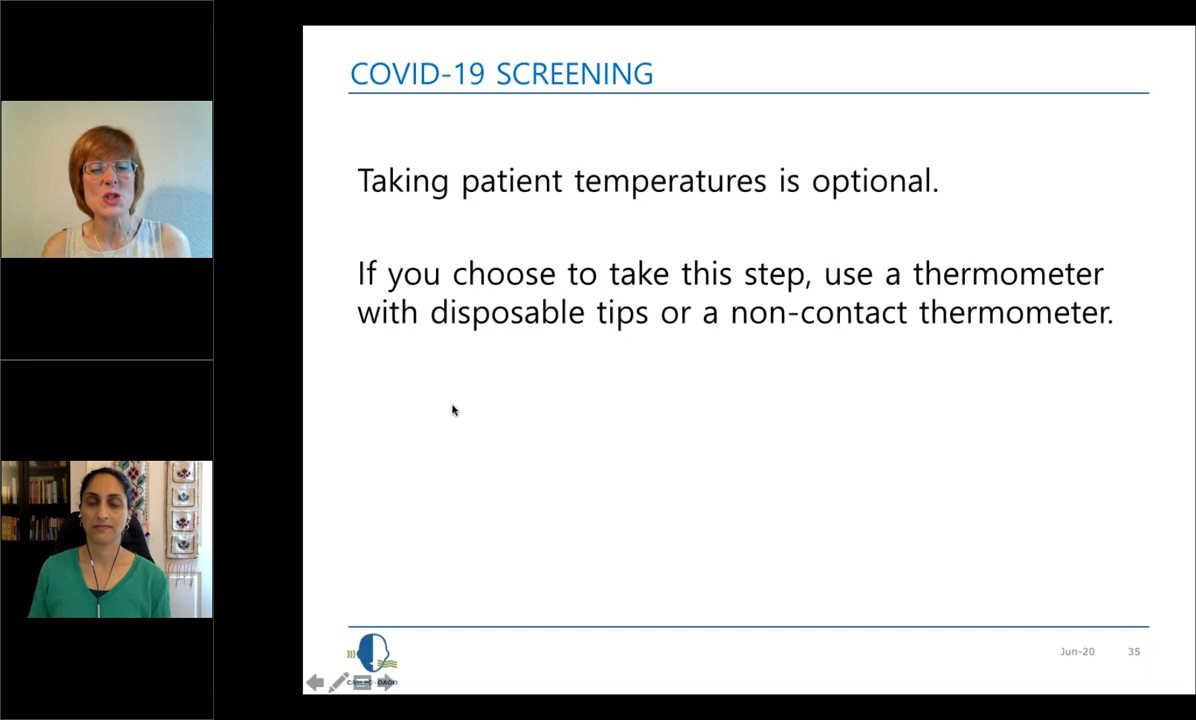 COVID-19 SCREENING
Taking patient temperatures is optional.
If you choose to take this step, use a thermometer
with disposable tips or a non-contact thermometer.
Jun-20
35